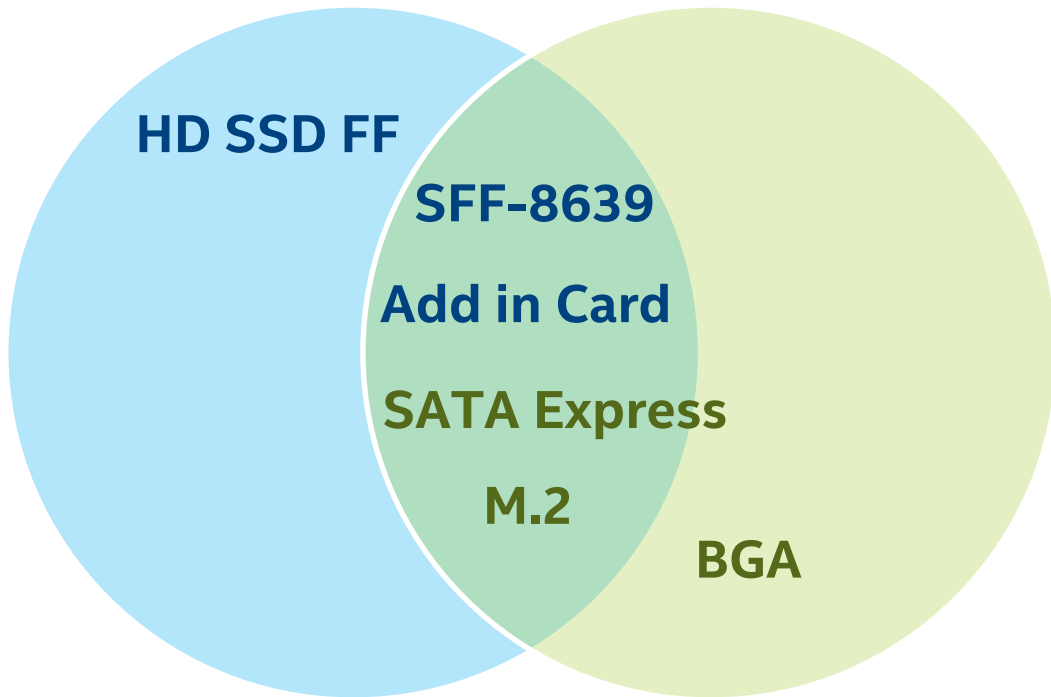 HD SSD FF
SFF-8639
Add in Card
SATA Express
M.2
BGA